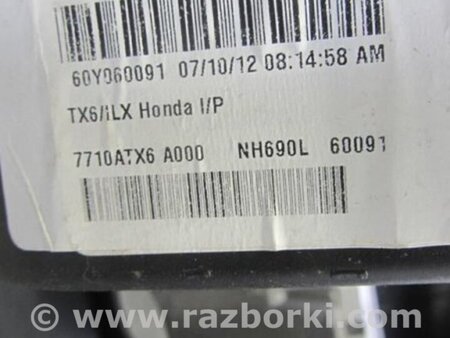 60Y060091 07/10/12 08:14:58 AM
TX6/ILX Honda I/P
7710ATX6 A000 NH690L 60091
© www.razborki.com